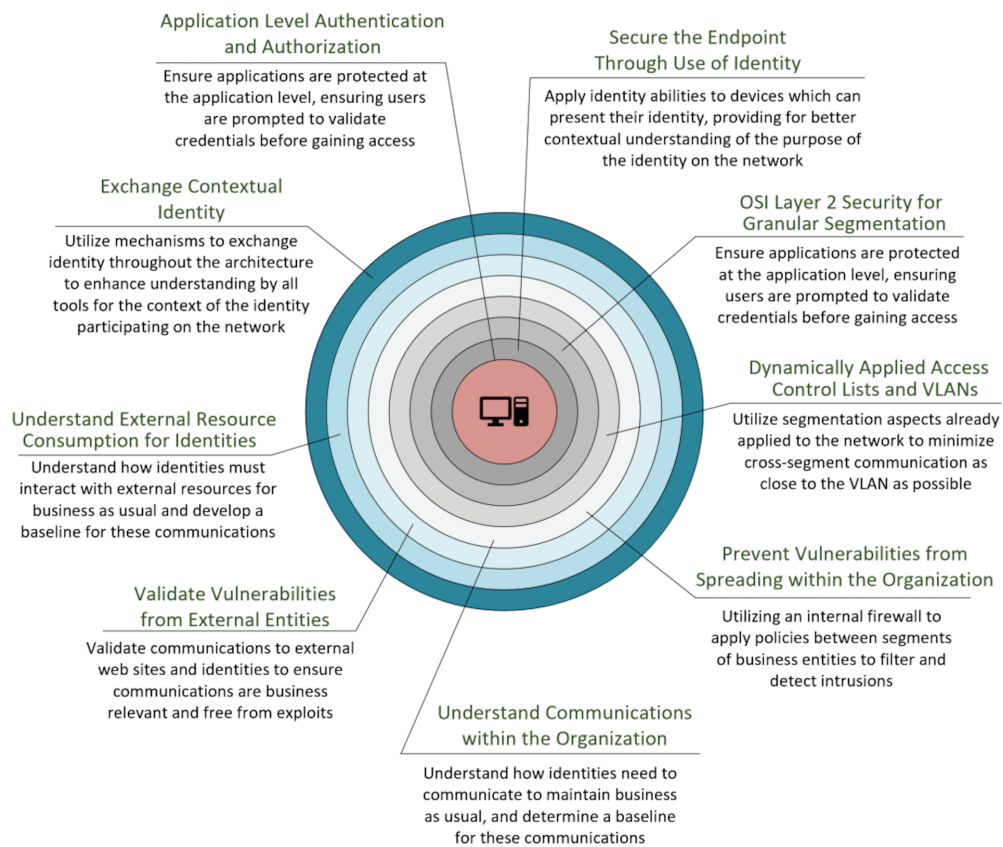 Application Level Authentication
and Authorization
Ensure applications are protected at
the application level, ensuring users
are prompted to validate
credentials before gaining access
Secure the Endpoint
Through Use of Identity
Apply identity abilities to devices which can
present their identity, providing for better
contextual understanding of the purpose of
the identity on the network
Exchange Contextual
Identity
Utilize mechanisms to exchange
identity throughout the architecture
to enhance understanding by all
tools for the context of the identity
participating on the network
OSI Layer 2 Security for
Granular Segmentation
Ensure applications are protected
at the application level, ensuring
users are prompted to validate
credentials before gaining access
Dynamically Applied Access
Control Lists and VLANs
Utilize segmentation aspects already
applied to the network to minimize
cross-segment communication as
close to the VLAN as possible
Understand External Resource
Consumption for Identities
Understand how identities must
interact with external resources for
business as usual and develop a
baseline for these communications
Prevent Vulnerabilities from
Spreading within the Organization
Utilizing an internal firewall to
apply policies between segments
of business entities to filter and
detect intrusions
Validate Vulnerabilities
from External Entities
Validate communications to external
web sites and identities to ensure
communications are business
relevant and free from exploits
Understand Communications
within the Organization
Understand how identities need to
communicate to maintain business
as usual, and determine a baseline
for these communications